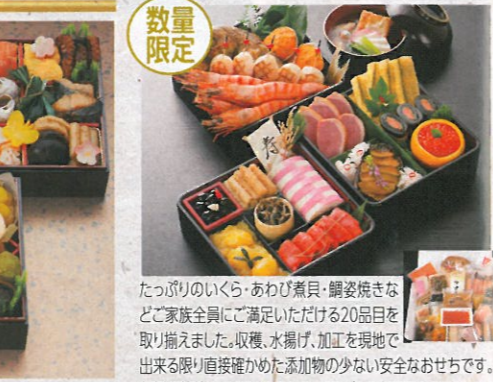 数量
限定
寿
たっぷりのいくら・あわび煮貝・鯛姿焼きな
どご家族全員にご満足いただける20品目を
取り揃えました。収穫、水揚げ、加工を現地で
出来る限り直接確かめた添加物の少ない安全なおせちです。